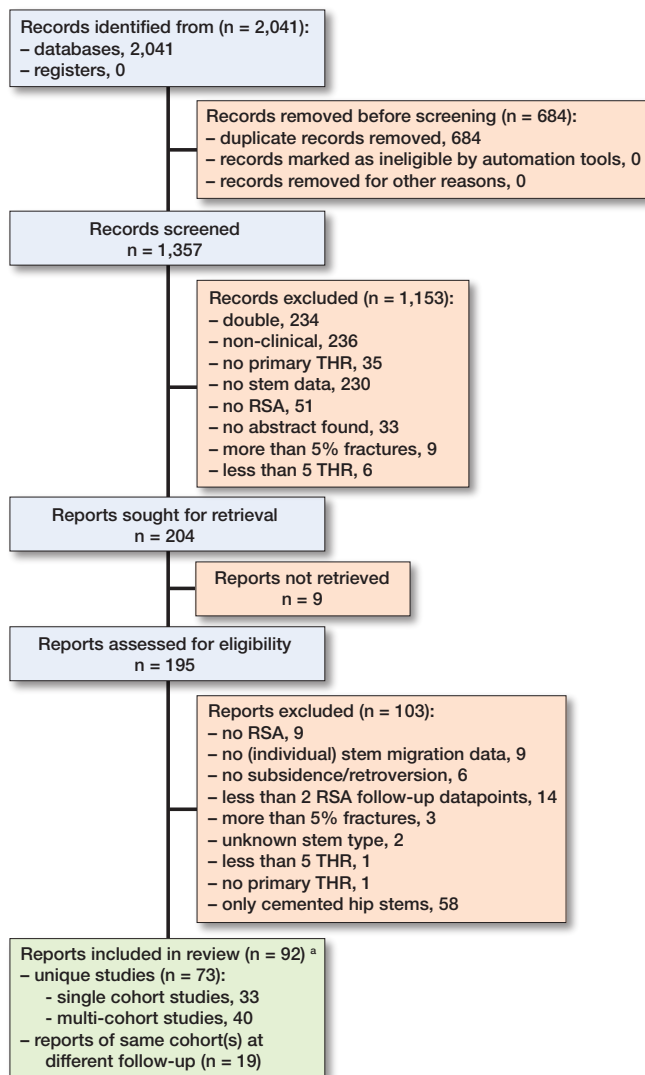 Records identified from (n = 2,041):
– databases, 2,041
– registers, 0
Records removed before screening (n = 684):
– duplicate records removed, 684
– records marked as ineligible by automation tools, 0
– records removed for other reasons, 0
Records screened
n = 1,357
Records excluded (n = 1,153):
– double, 234
– non-clinical, 236
– no primary THR, 35
– no stem data, 230
– no RSA, 51
– no abstract found, 33
– more than 5% fractures, 9
– less than 5 THR, 6
Reports sought for retrieval
n = 204
Reports not retrieved
n = 9
Reports assessed for eligibility
n = 195
Reports excluded (n = 103):
– no RSA, 9
– no (individual) stem migration data, 9
– no subsidence/retroversion, 6
– less than 2 RSA follow-up datapoints, 14
– more than 5% fractures, 3
– unknown stem type, 2
– less than 5 THR, 1
– no primary THR, 1
– only cemented hip stems, 58
Reports included in review (n = 92) a
– unique studies (n = 73):
- single cohort studies, 33
- multi-cohort studies, 40
– reports of same cohort(s) at
different follow-up (n = 19)